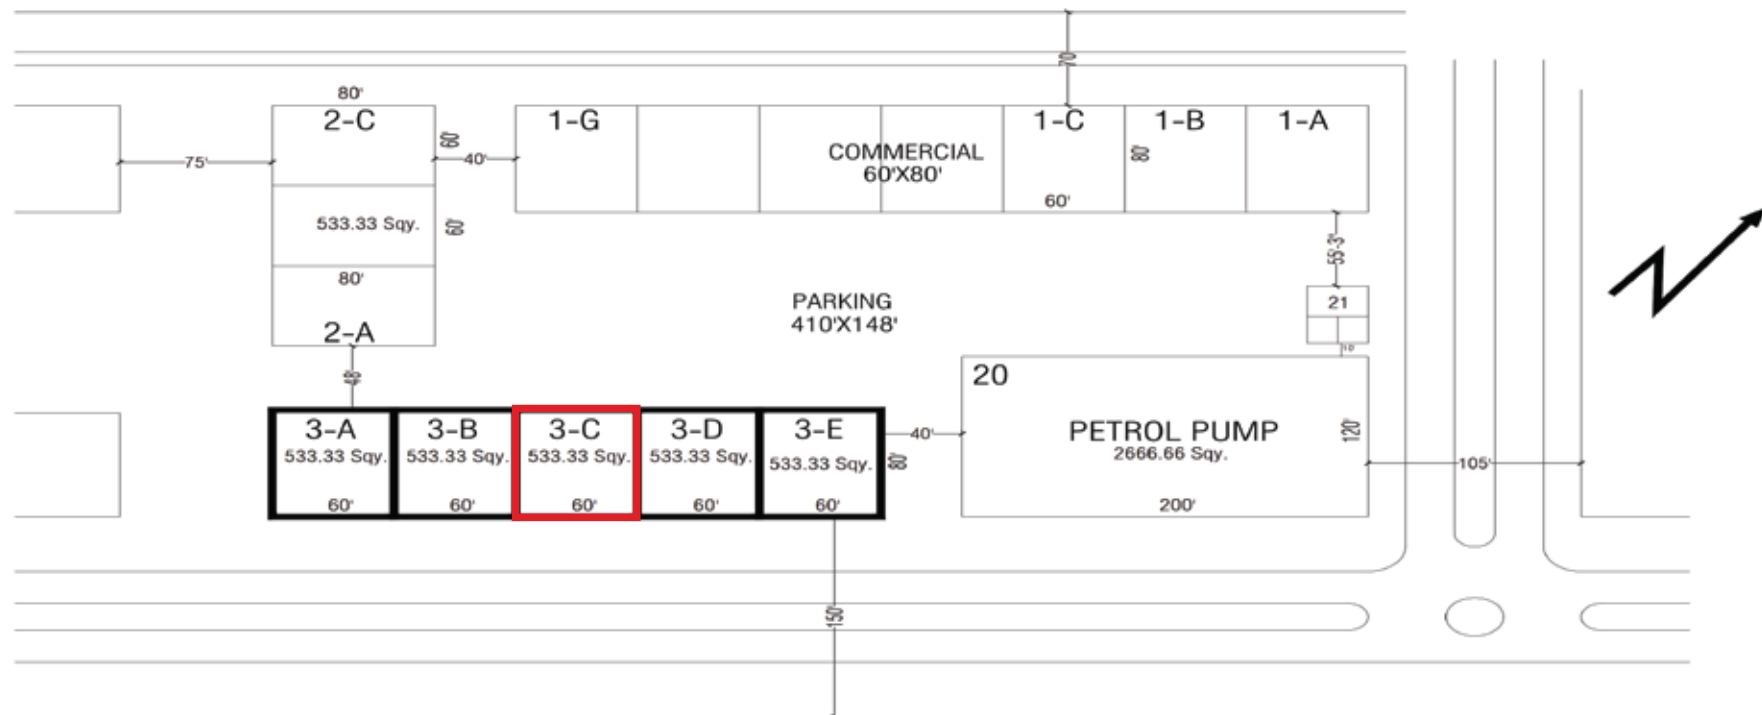 70'
80'
2-C
60'
75'
40'
1-G
1-C
1-B
1-A
COMMERCIAL
60'X80'
80'
60'
533.33 Sqy.
60'
80'
2-A
48'
55'-3"
21
10'
PARKING
410'X148'
20
PETROL PUMP
2666.66 Sqy.
120'
200'
105'
40'
80'
3-A
533.33 Sqy.
60'
3-B
533.33 Sqy.
60'
3-C
533.33 Sqy.
60'
3-D
533.33 Sqy.
60'
3-E
533.33 Sqy.
60'
150'